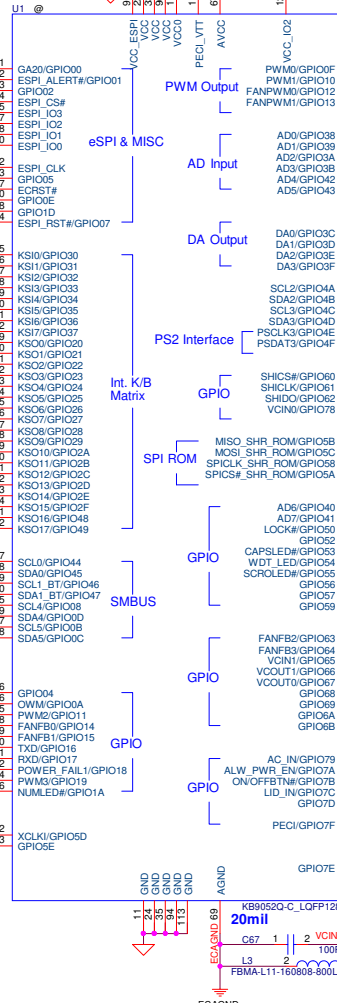 U1 @
VCC_ESPI
VCC
VCC
VCC
VCC
VCC0
PECI_VTT
AVCC
VCC_IO2
GA20/GPIO00
ESPI_ALERT#/GPIO01
GPIO02
ESPI_CS#
ESPI_IO3
ESPI_IO2
ESPI_IO1
ESPI_IO0
ESPI_CLK
GPIO05
ECRST#
GPIO0E
GPIO1D
ESPI_RST#/GPIO07
eSPI & MISC
KSI0/GPIO30
KSI1/GPIO31
KSI2/GPIO32
KSI3/GPIO33
KSI4/GPIO34
KSI5/GPIO35
KSI6/GPIO36
KSI7/GPIO37
KSO0/GPIO20
KSO1/GPIO21
KSO2/GPIO22
KSO3/GPIO23
KSO4/GPIO24
KSO5/GPIO25
KSO6/GPIO26
KSO7/GPIO27
KSO8/GPIO28
KSO9/GPIO29
KSO10/GPIO2A
KSO11/GPIO2B
KSO12/GPIO2C
KSO13/GPIO2D
KSO14/GPIO2E
KSO15/GPIO2F
KSO16/GPIO48
KSO17/GPIO49
Int. K/B
Matrix
SCL0/GPIO44
SDA0/GPIO45
SCL1_BT/GPIO46
SDA1_BT/GPIO47
SCL4/GPIO08
SDA4/GPIO0D
SCL5/GPIO0B
SDA5/GPIO0C
SMBUS
GPIO04
OWM/GPIO0A
PWM2/GPIO11
FANFB0/GPIO14
FANFB1/GPIO15
TXD/GPIO16
RXD/GPIO17
POWER_FAIL1/GPIO18
PWM3/GPIO19
NUMLED#/GPIO1A
GPIO
XCLKI/GPIO5D
GPIO5E
PWM Output
PWM0/GPIO0F
PWM1/GPIO10
FANPWM0/GPIO12
FANPWM1/GPIO13
AD Input
AD0/GPIO38
AD1/GPIO39
AD2/GPIO3A
AD3/GPIO3B
AD4/GPIO42
AD5/GPIO43
DA Output
DA0/GPIO3C
DA1/GPIO3D
DA2/GPIO3E
DA3/GPIO3F
SCL2/GPIO4A
SDA2/GPIO4B
SCL3/GPIO4C
SDA3/GPIO4D
PS2 Interface
PSCLK3/GPIO4E
PSDAT3/GPIO4F
GPIO
SHICS#/GPIO60
SHICLK/GPIO61
SHIDO/GPIO62
VCIN0/GPIO78
SPI ROM
MISO_SHR_ROM/GPIO5B
MOSI_SHR_ROM/GPIO5C
SPICLK_SHR_ROM/GPIO58
SPICS#_SHR_ROM/GPIO5A
GPIO
AD6/GPIO40
AD7/GPIO41
LOCK#/GPIO50
GPIO52
CAPSLED#/GPIO53
WDT_LED/GPIO54
SCROLED#/GPIO55
GPIO56
GPIO57
GPIO59
GPIO
FANFB2/GPIO63
FANFB3/GPIO64
VCIN1/GPIO65
VCOUT1/GPIO66
VCOUT0/GPIO67
GPIO68
GPIO69
GPIO6A
GPIO6B
GPIO
AC_IN/GPIO79
ALW_PWR_EN/GPIO7A
ON/OFFBTN#/GPIO7B
LID_IN/GPIO7C
GPIO7D
PECI/GPIO7F
GPIO7E
GND
GND
GND
GND
GND
AGND
11
24
35
94
113
69
KB9052Q-C_LQFP128
20mil
ECAGND
C67 1 2 VCIN
100P
L3 2
FBMA-L11-160808-800L